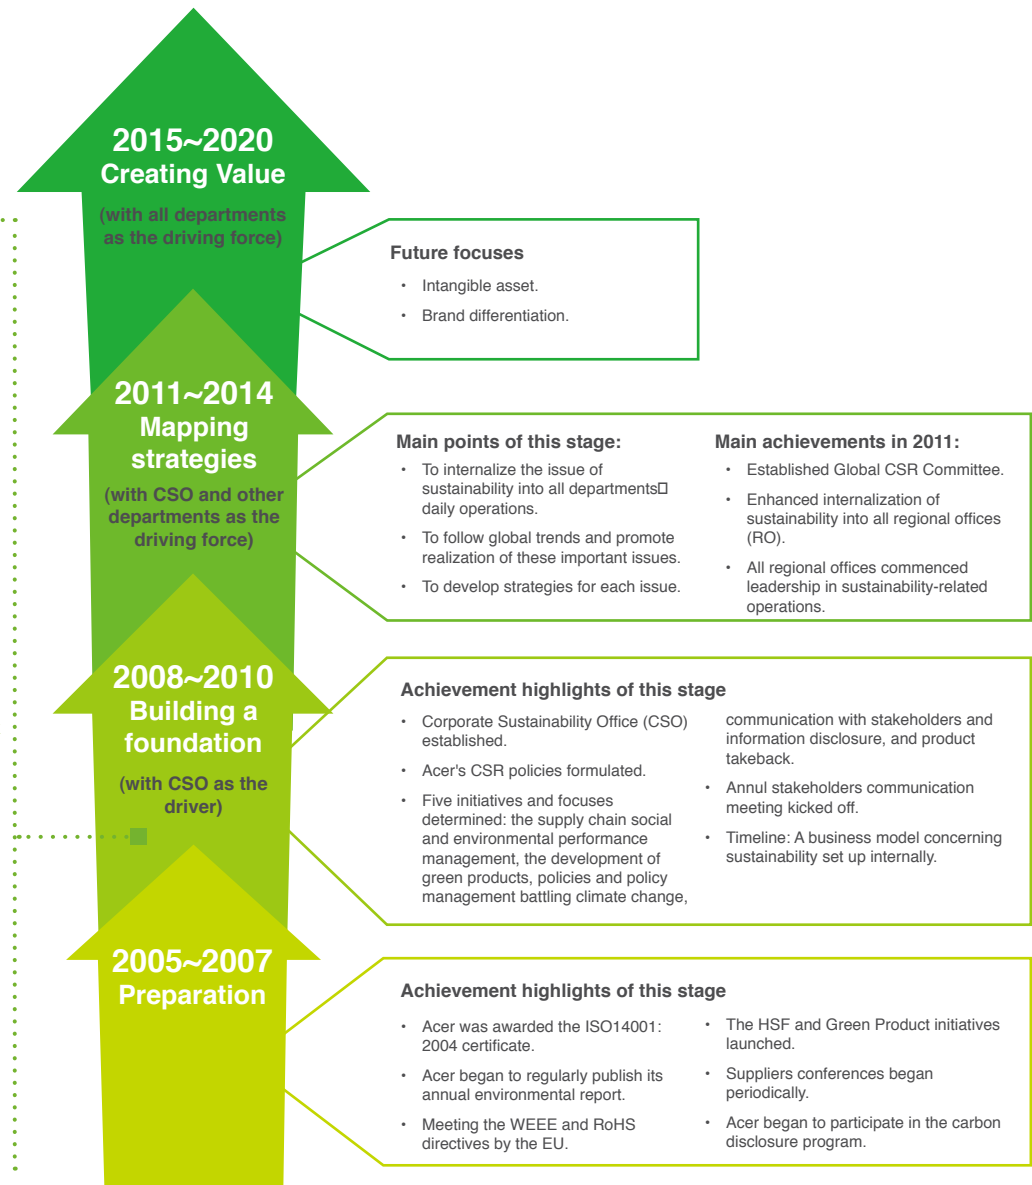 2015~2020
Creating Value
(with all departments
as the driving force)
Future focuses
• Intangible asset.
• Brand differentiation.
2011~2014
Mapping
strategies
(with CSO and other
departments as the
driving force)
Main points of this stage:
• To internalize the issue of
sustainability into all departments□
daily operations.
• To follow global trends and promote
realization of these important issues.
• To develop strategies for each issue.
Main achievements in 2011:
• Established Global CSR Committee.
• Enhanced internalization of
sustainability into all regional offices
(RO).
• All regional offices commenced
leadership in sustainability-related
operations.
2008~2010
Building a
foundation
(with CSO as the
driver)
Achievement highlights of this stage
• Corporate Sustainability Office (CSO)
established.
• Acer's CSR policies formulated.
• Five initiatives and focuses
determined: the supply chain social
and environmental performance
management, the development of
green products, policies and policy
management battling climate change,
communication with stakeholders and
information disclosure, and product
takeback.
• Annul stakeholders communication
meeting kicked off.
• Timeline: A business model concerning
sustainability set up internally.
2005~2007
Preparation
Achievement highlights of this stage
• Acer was awarded the ISO14001:
2004 certificate.
• Acer began to regularly publish its
annual environmental report.
• Meeting the WEEE and RoHS
directives by the EU.
• The HSF and Green Product initiatives
launched.
• Suppliers conferences began
periodically.
• Acer began to participate in the carbon
disclosure program.